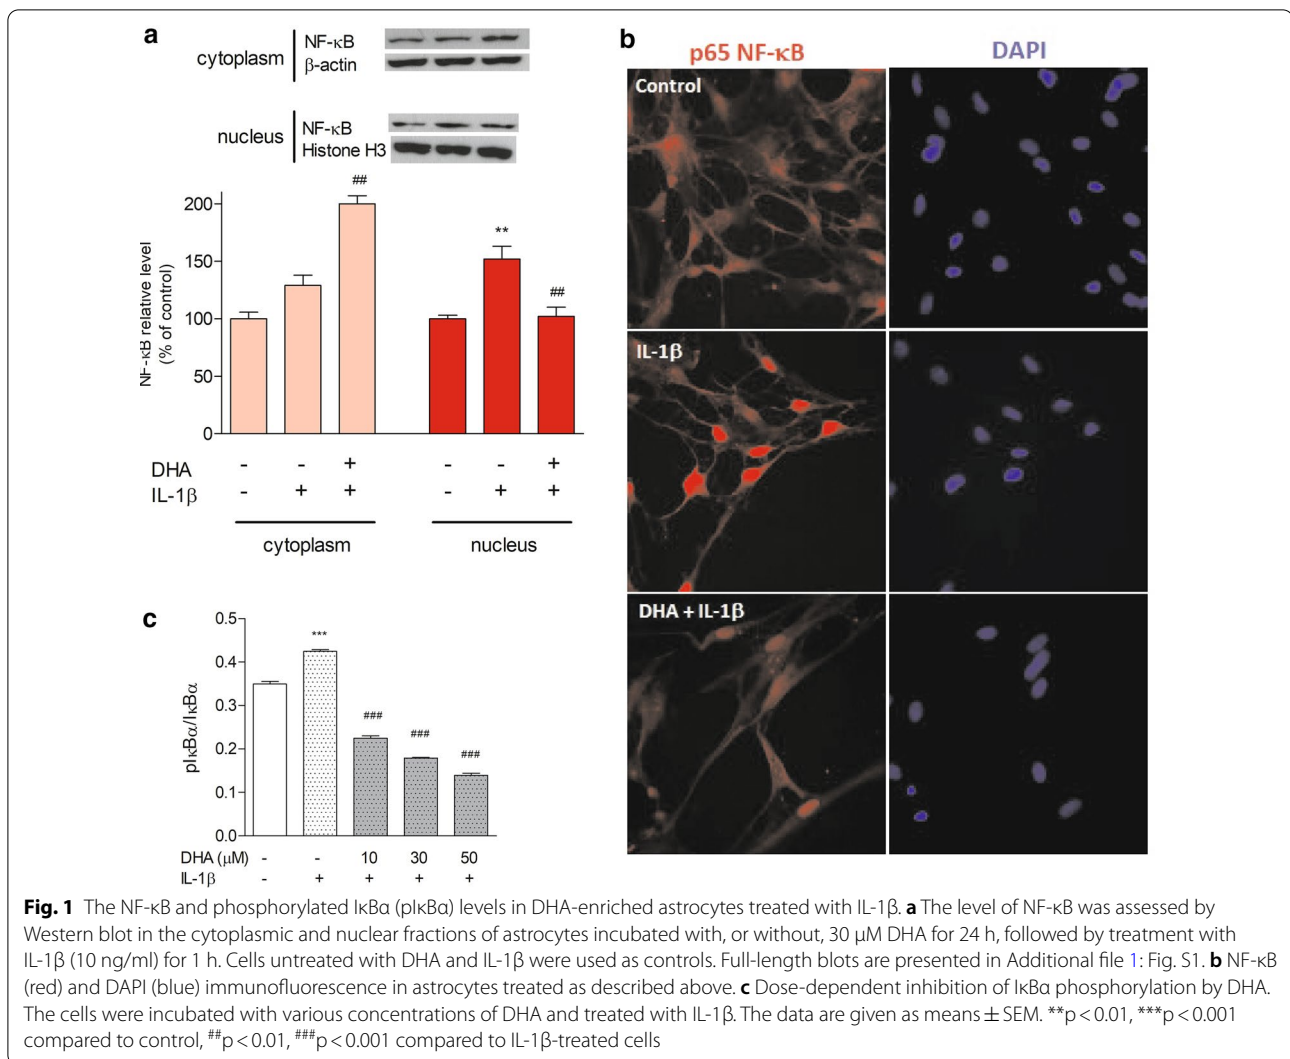 a
cytoplasm
NF-κB
β-actin
nucleus
NF-κB
Histone H3
NF-κB relative level
(% of control)
200
150
100
50
0
##
**
##
DHA - - + - - +
IL-1β - + + - + +
cytoplasm nucleus
b
p65 NF-κB DAPI
Control
IL-1β
DHA + IL-1β
c
pIκBα/IκBα
0.5
0.4
0.3
0.2
0.1
0.0
***
###
###
###
DHA (μM) - - 10 30 50
IL-1β - + + + +
Fig. 1 The NF-κB and phosphorylated IκBα (pIκBα) levels in DHA-enriched astrocytes treated with IL-1β. a The level of NF-κB was assessed by
Western blot in the cytoplasmic and nuclear fractions of astrocytes incubated with, or without, 30 μM DHA for 24 h, followed by treatment with
IL-1β (10 ng/ml) for 1 h. Cells untreated with DHA and IL-1β were used as controls. Full-length blots are presented in Additional file 1: Fig. S1. b NF-κB
(red) and DAPI (blue) immunofluorescence in astrocytes treated as described above. c Dose-dependent inhibition of IκBα phosphorylation by DHA.
The cells were incubated with various concentrations of DHA and treated with IL-1β. The data are given as means ± SEM. **p < 0.01, ***p < 0.001
compared to control, ##p < 0.01, ###p < 0.001 compared to IL-1β-treated cells